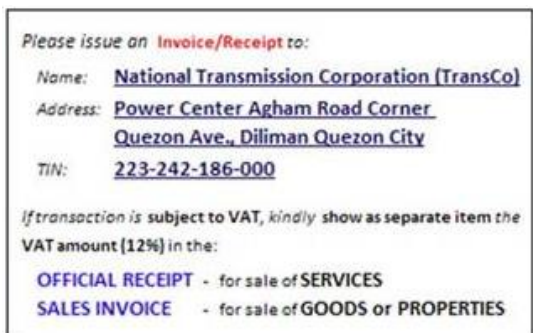 Please issue an Invoice/Receipt to:
Name: National Transmission Corporation (TransCo)
Address: Power Center Agham Road Corner
Quezon Ave., Diliman Quezon City
TIN: 223-242-186-000
If transaction is subject to VAT, kindly show as separate item the
VAT amount (12%) in the:
OFFICIAL RECEIPT - for sale of SERVICES
SALES INVOICE - for sale of GOODS or PROPERTIES